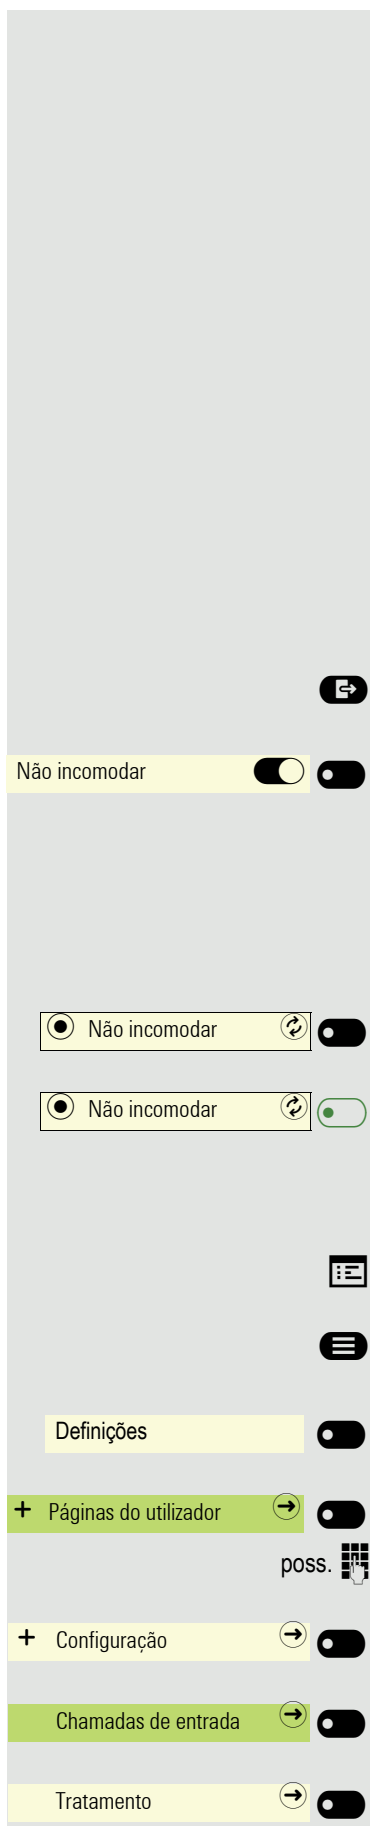 Não incomodar
Não incomodar
Não incomodar
Definições
+ Páginas do utilizador
poss.
+ Configuração
Chamadas de entrada
Tratamento